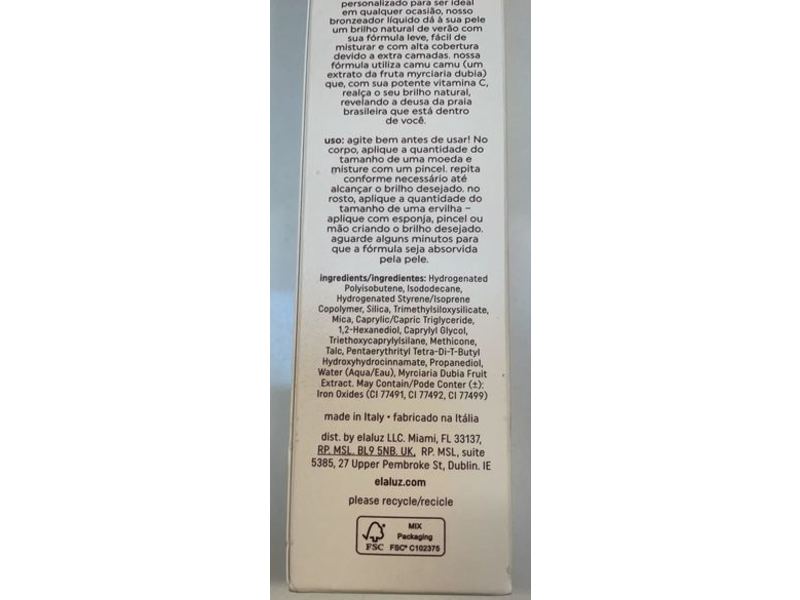 personalizado para ser ideal
em qualquer ocasião, nosso
bronzeador líquido dá à sua pele
um brilho natural de verão com
sua fórmula leve, fácil de
misturar e com alta cobertura
devido a extra camadas. nossa
fórmula utiliza camu camu (um
extrato da fruta myrciaria dubia)
que, com sua potente vitamina C,
realça o seu brilho natural,
revelando a deusa da praia
brasileira que está dentro
de você.
uso: agite bem antes de usar! No
corpo, aplique a quantidade do
tamanho de uma moeda e
misture com um pincel. repita
conforme necessário até
alcançar o brilho desejado. no
rosto, aplique a quantidade do
tamanho de uma ervilha –
aplique com esponja, pincel ou
mão criando o brilho desejado.
aguarde alguns minutos para
que a fórmula seja absorvida
pela pele.
ingredients/ingredientes: Hydrogenated
Polyisobutene, Isododecane,
Hydrogenated Styrene/Isoprene
Copolymer, Silica, Trimethylsiloxysilicate,
Mica, Caprylic/Capric Triglyceride,
1,2-Hexanediol, Caprylyl Glycol,
Triethoxycaprylylsilane, Methicone,
Talc, Pentaerythrityl Tetra-Di-T-Butyl
Hydroxyhydrocinnamate, Propanediol,
Water (Aqua/Eau), Myrciaria Dubia Fruit
Extract. May Contain/Pode Conter (±):
Iron Oxides (CI 77491, CI 77492, CI 77499)
made in Italy • fabricado na Itália
dist. by elaluz LLC. Miami, FL 33137,
RP. MSL. BL9 5NB. UK, RP. MSL, suite
5385, 27 Upper Pembroke St, Dublin. IE
elaluz.com
please recycle/recicle
MIX
Packaging
FSC FSC® C102375